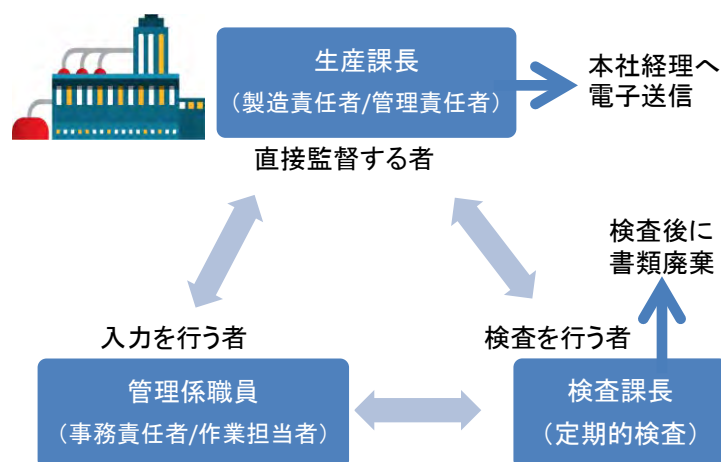 生産課長
（製造責任者/管理責任者）
本社経理へ
電子送信
直接監督する者
検査後に
書類廃棄
入力を行う者
検査を行う者
管理係職員
（事務責任者/作業担当者）
検査課長
（定期的検査）